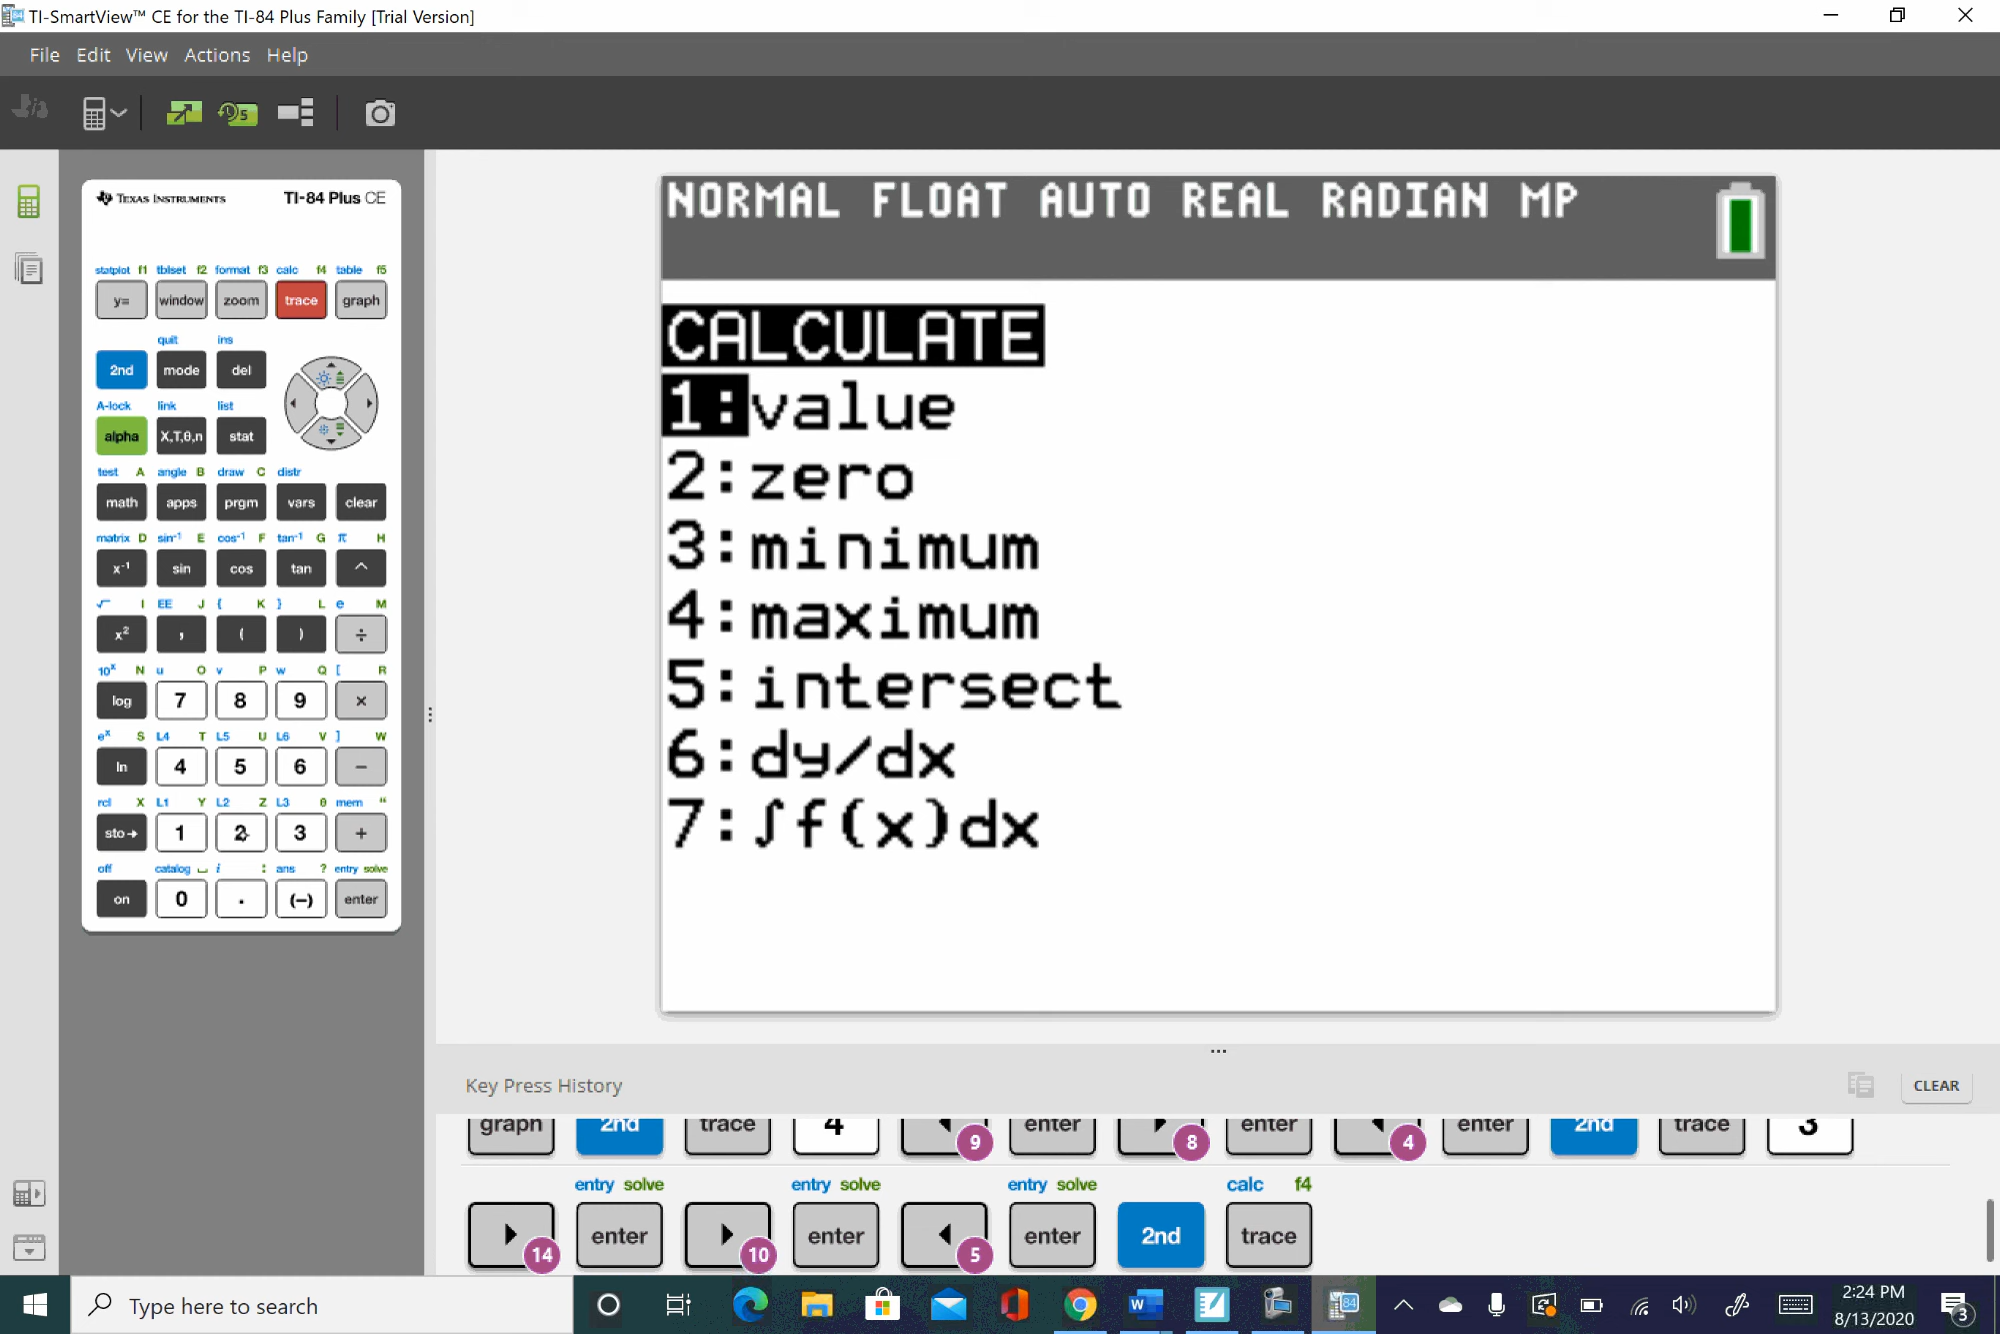 TI-SmartView™ CE for the TI-84 Plus Family [Trial Version]
File Edit View Actions Help
NORMAL FLOAT AUTO REAL RADIAN MP
CALCULATE
1:value
2:zero
3:minimum
4:maximum
5:intersect
6:dy/dx
7:∫f(x)dx
TEXAS INSTRUMENTS TI-84 Plus CE
statplot f1 tblset f2 format f3 calc f4 table f5
y= window zoom trace graph
quit ins
2nd mode del
A-lock link list
alpha X,T,θ,n stat
test A angle B draw C distr
math apps prgm vars clear
matrix D sin-1 E cos-1 F tan-1 G π H
x-1 sin cos tan ^
√ I EE J { K } L e M
x2 , ( ) ÷
10x N u O v P w Q [ R
log 7 8 9 ×
ex S L4 T L5 U L6 V ] W
ln 4 5 6 −
rcl X L1 Y L2 Z L3 θ mem “
sto→ 1 2 3 +
off catalog ⎵ i : ans ? entry solve
on 0 . (−) enter
Key Press History
CLEAR
graph 2nd trace 4 9 enter 8 enter 4 enter 2nd trace 3
entry solve entry solve entry solve calc f4
14 enter 10 enter 5 enter 2nd trace
Type here to search
2:24 PM
8/13/2020
3